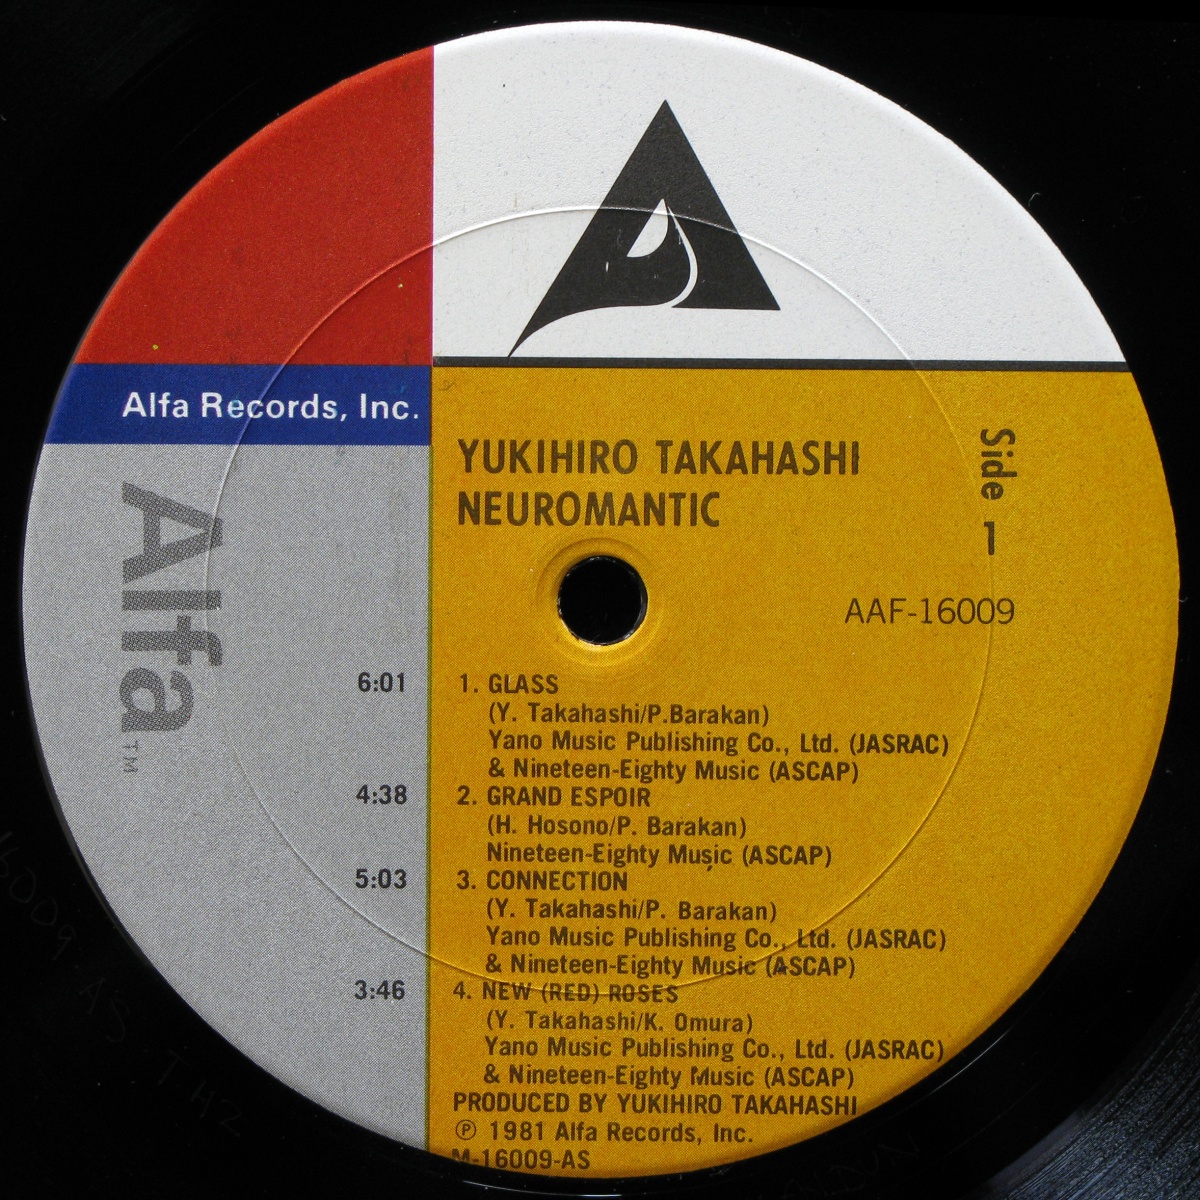 Alfa Records, Inc.
Alfa™
YUKIHIRO TAKAHASHI
NEUROMANTIC
Side 1
AAF-16009
6:01 1. GLASS
(Y. Takahashi/P.Barakan)
Yano Music Publishing Co., Ltd. (JASRAC)
& Nineteen-Eighty Music (ASCAP)
4:38 2. GRAND ESPOIR
(H. Hosono/P. Barakan)
Nineteen-Eighty Music (ASCAP)
5:03 3. CONNECTION
(Y. Takahashi/P. Barakan)
Yano Music Publishing Co., Ltd. (JASRAC)
& Nineteen-Eighty Music (ASCAP)
3:46 4. NEW (RED) ROSES
(Y. Takahashi/K. Omura)
Yano Music Publishing Co., Ltd. (JASRAC)
& Nineteen-Eighty Music (ASCAP)
PRODUCED BY YUKIHIRO TAKAHASHI
℗ 1981 Alfa Records, Inc.
M-16009-AS